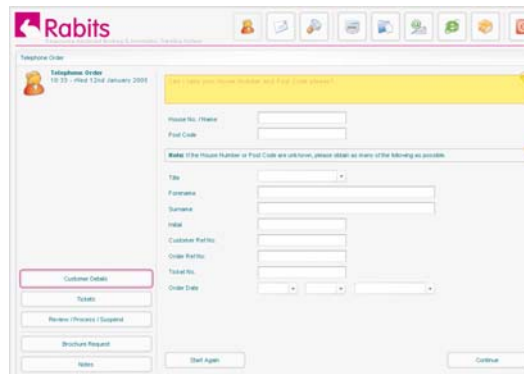 Rabits
Telephone Order
Telephone Order
10:33 - Wed 12nd January 2005
Can I take your House Number and Post Code please?
House No. / Name
Post Code
Note: If the House Number or Post Code are unknown, please obtain as many of the following as possible.
Title
Forename
Surname
Initial
Customer Ref No.
Order Ref No.
Ticket No.
Order Date
Customer Details
Tickets
Review / Process / Suspend
Brochure Request
Notes
Start Again
Continue